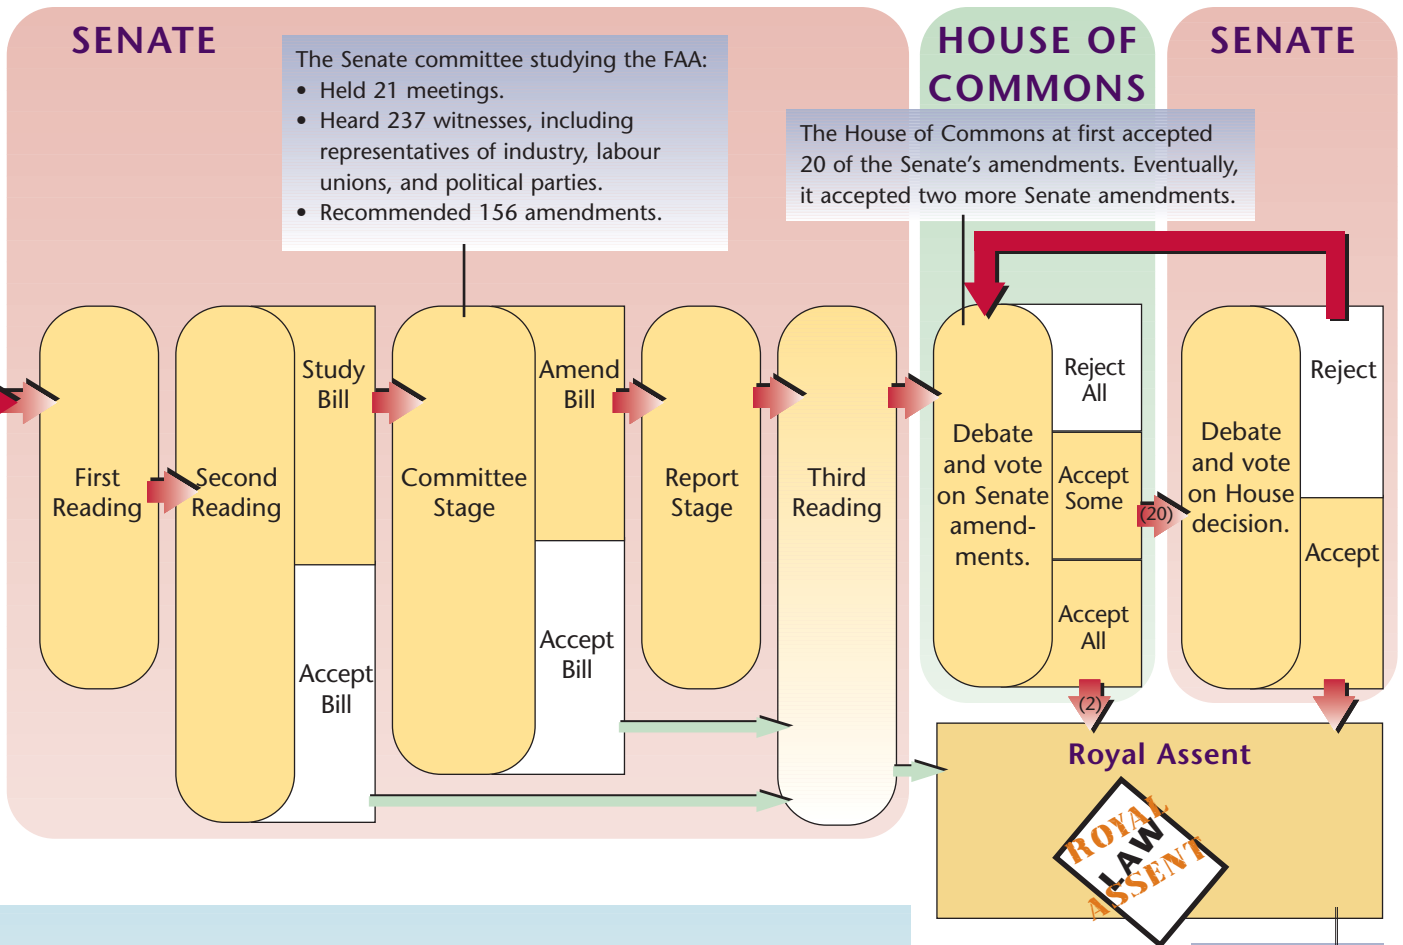 SENATE
The Senate committee studying the FAA:
• Held 21 meetings.
• Heard 237 witnesses, including
representatives of industry, labour
unions, and political parties.
• Recommended 156 amendments.
HOUSE OF
COMMONS
SENATE
The House of Commons at first accepted
20 of the Senate's amendments. Eventually,
it accepted two more Senate amendments.
First
Reading
Second
Reading
Study
Bill
Accept
Bill
Committee
Stage
Amend
Bill
Accept
Bill
Report
Stage
Third
Reading
Debate
and vote
on Senate
amend-
ments.
Reject
All
Accept
Some
Accept
All
(20)
(2)
Debate
and vote
on House
decision.
Reject
Accept
Royal Assent
ROYAL
LAW
ASSENT